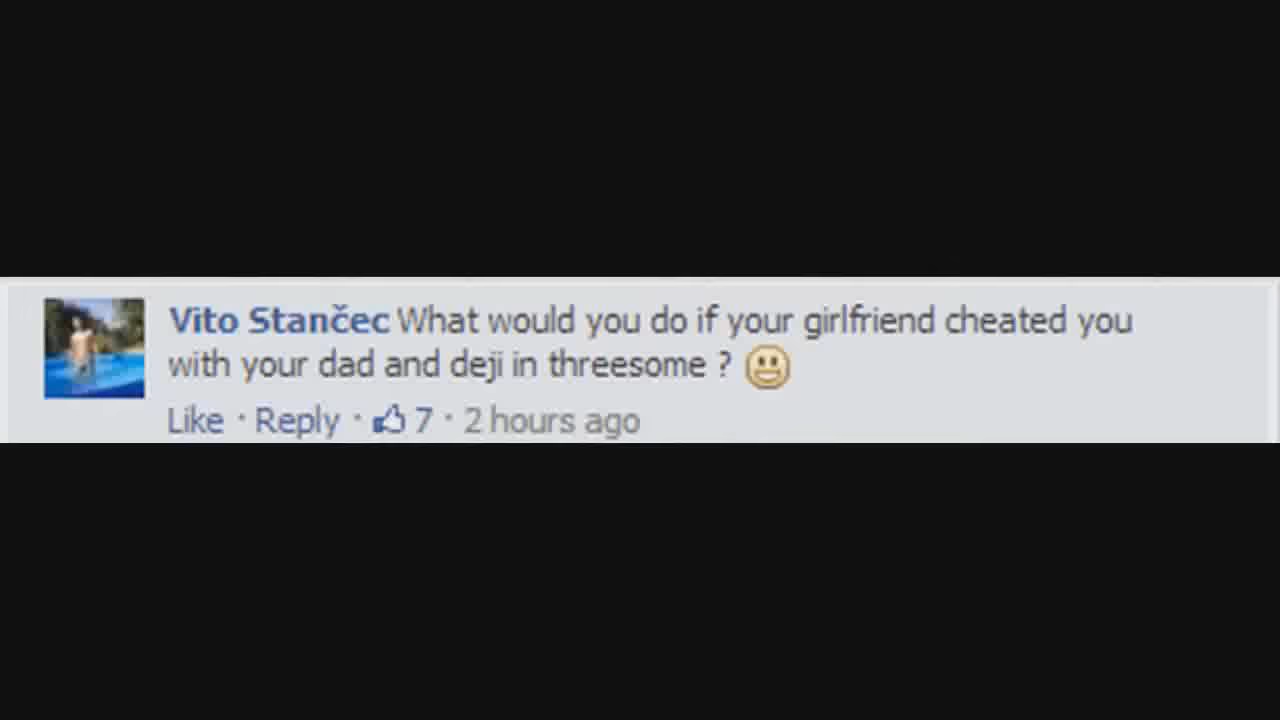 Vito Stančec What would you do if your girlfriend cheated you
with your dad and deji in threesome ?
Like · Reply · 7 · 2 hours ago